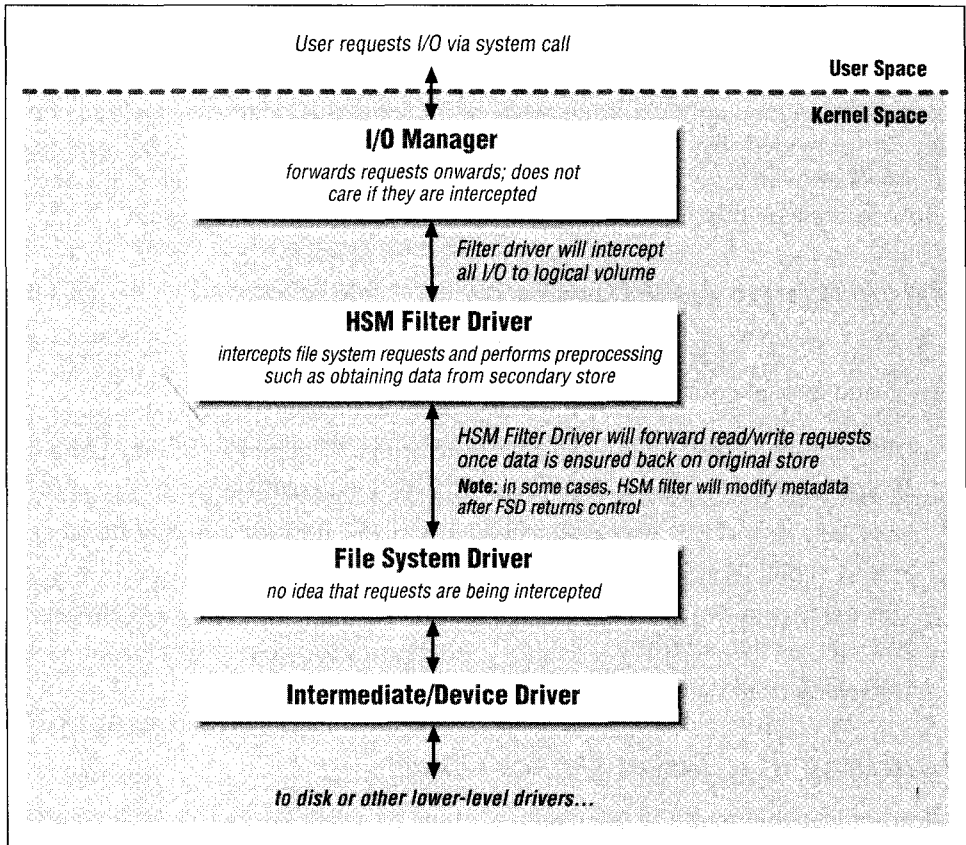 User requests I/O via system call
User Space
Kernel Space
I/O Manager
forwards requests onwards; does not
care if they are intercepted
Filter driver will intercept
all I/O to logical volume
HSM Filter Driver
intercepts file system requests and performs preprocessing
such as obtaining data from secondary store
HSM Filter Driver will forward read/write requests
once data is ensured back on original store
Note: in some cases, HSM filter will modify metadata
after FSD returns control
File System Driver
no idea that requests are being intercepted
Intermediate/Device Driver
to disk or other lower-level drivers...